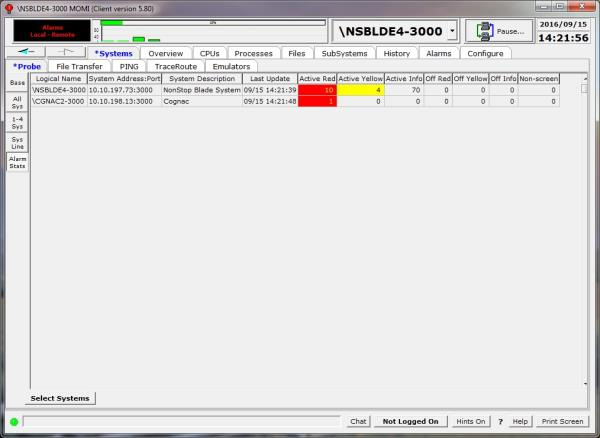 \NSBLDE4-3000 MOMI (Client version 5.80)
Alarms
Local - Remote
\NSBLDE4-3000
Pause...
2016/09/15
14:21:56
*Systems Overview CPUs Processes Files SubSystems History Alarms Configure
*Probe File Transfer PING TraceRoute Emulators
Base
All Sys
1-4 Sys
Sys Line
Alarm Stats
Logical Name System Address:Port System Description Last Update Active Red Active Yellow Active Info Off Red Off Yellow Off Info Non-screen
\NSBLDE4-3000 10.10.197.73:3000 NonStop Blade System 09/15 14:21:39 10 4 70 0 0 0 0
\CGNAC2-3000 10.10.198.13:3000 Cognac 09/15 14:21:48 1 0 0 0 0 0 0
Select Systems
Chat Not Logged On Hints On ? Help Print Screen